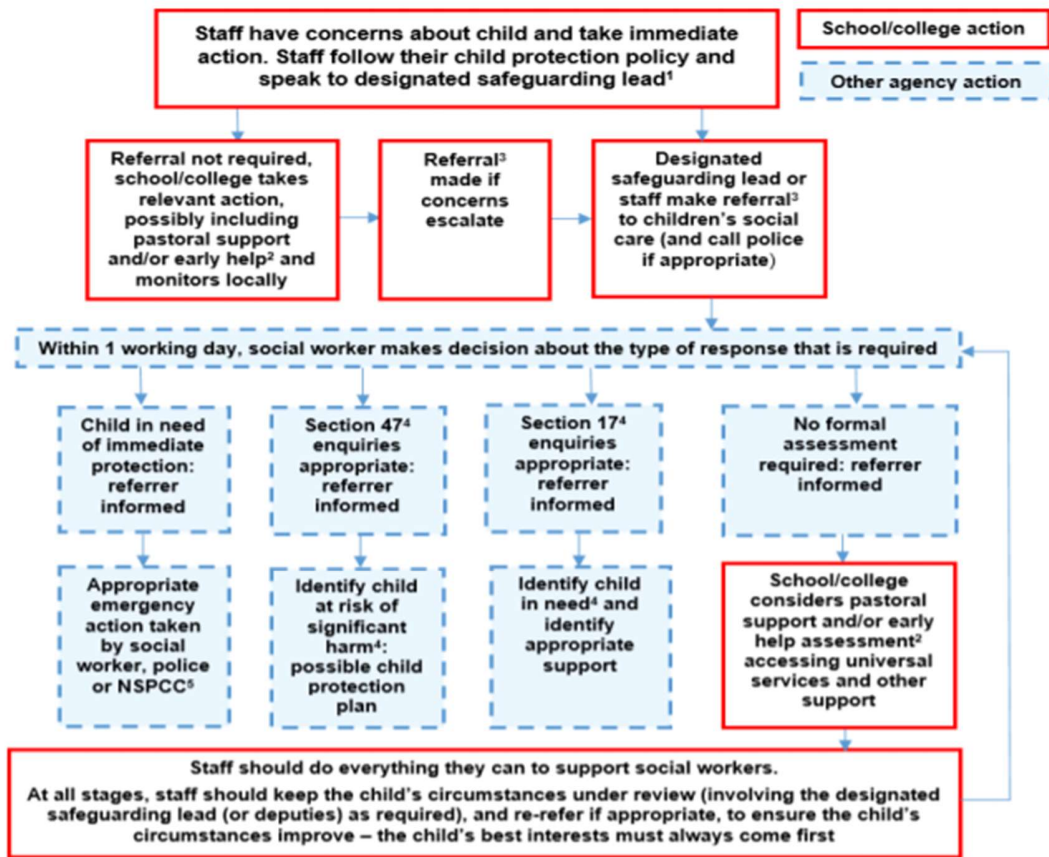 Staff have concerns about child and take immediate
action. Staff follow their child protection policy and
speak to designated safeguarding lead¹
School/college action
Other agency action
Referral not required,
school/college takes
relevant action,
possibly including
pastoral support
and/or early help² and
monitors locally
Referral³
made if
concerns
escalate
Designated
safeguarding lead or
staff make referral³
to children's social
care (and call police
if appropriate)
Within 1 working day, social worker makes decision about the type of response that is required
Child in need
of immediate
protection:
referrer
informed
Section 47⁴
enquiries
appropriate:
referrer
informed
Section 17⁴
enquiries
appropriate:
referrer
informed
No formal
assessment
required: referrer
informed
Appropriate
emergency
action taken
by social
worker, police
or NSPCC⁵
Identify child
at risk of
significant
harm⁴:
possible child
protection
plan
Identify child
in need⁴ and
identify
appropriate
support
School/college
considers pastoral
support and/or early
help assessment²
accessing universal
services and other
support
Staff should do everything they can to support social workers.
At all stages, staff should keep the child's circumstances under review (involving the designated
safeguarding lead (or deputies) as required), and re-refer if appropriate, to ensure the child's
circumstances improve – the child's best interests must always come first